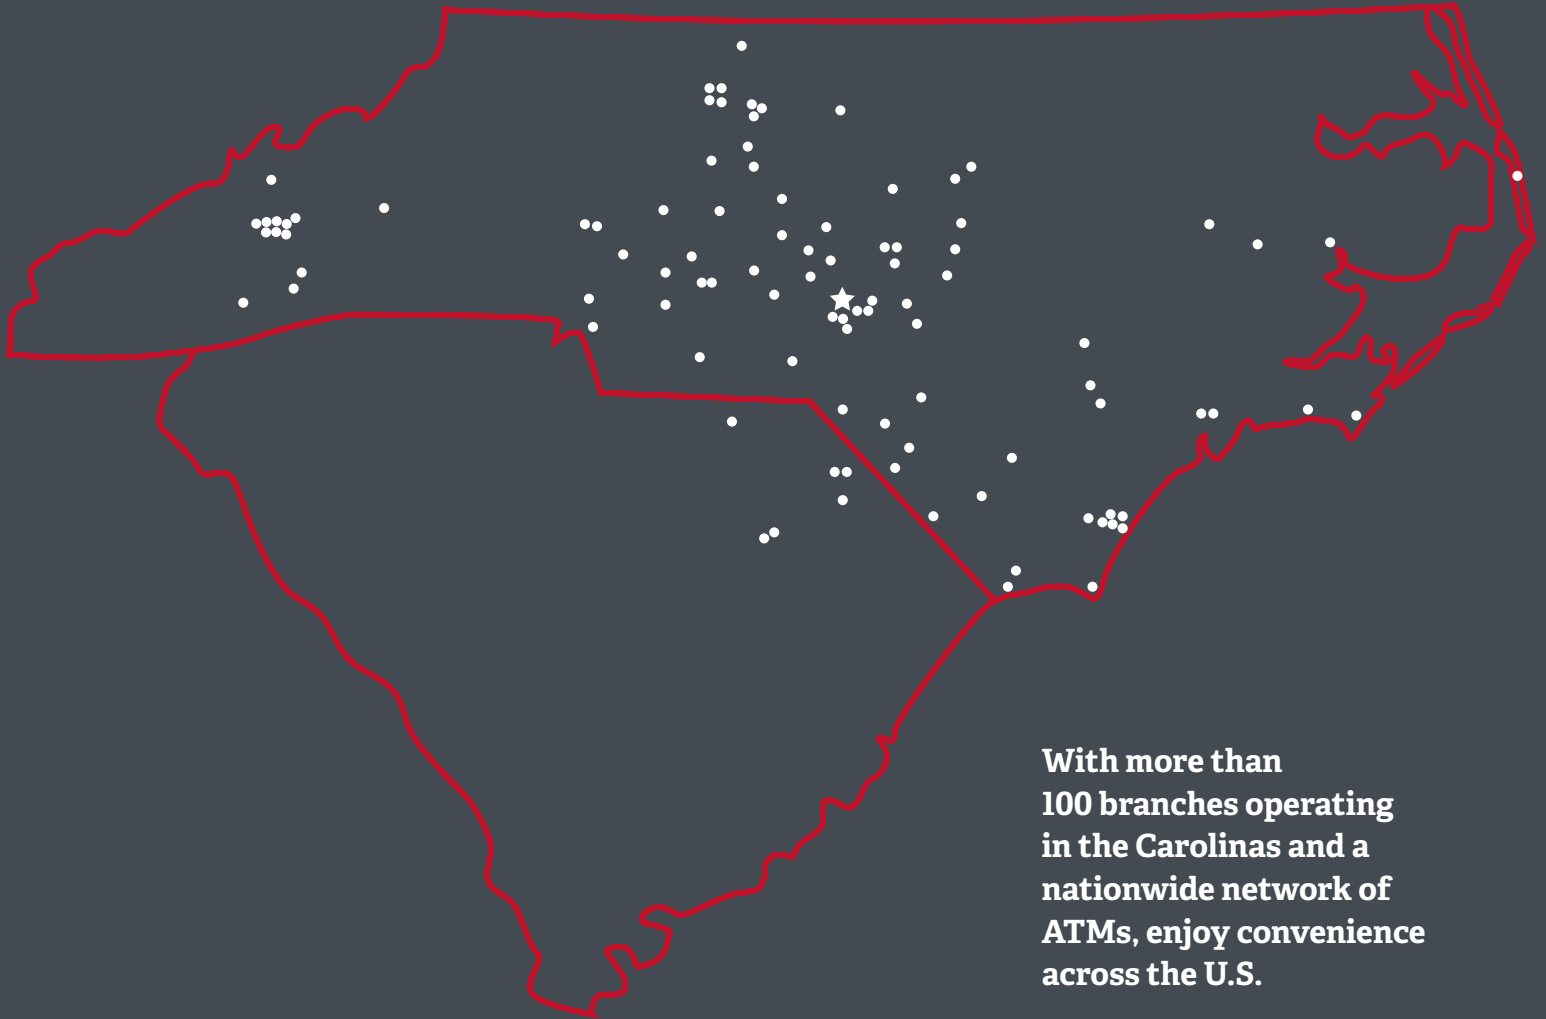 With more than
100 branches operating
in the Carolinas and a
nationwide network of
ATMs, enjoy convenience
across the U.S.